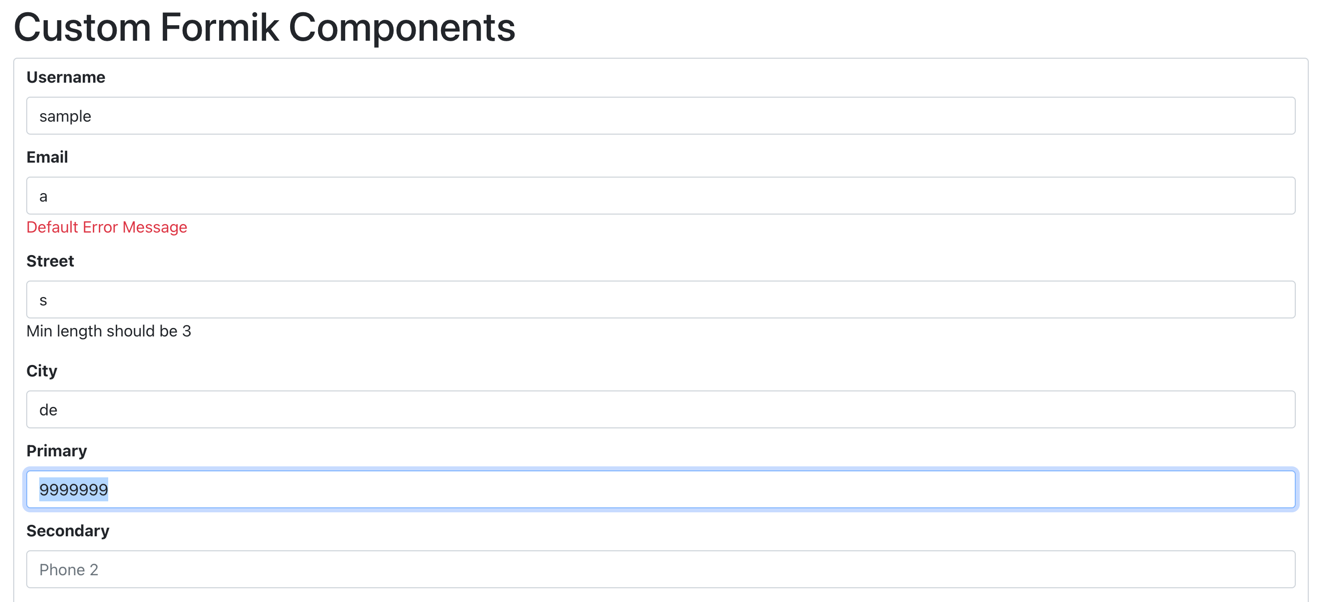 Custom Formik Components
Username
sample
Email
a
Default Error Message
Street
s
Min length should be 3
City
de
Primary
9999999
Secondary
Phone 2